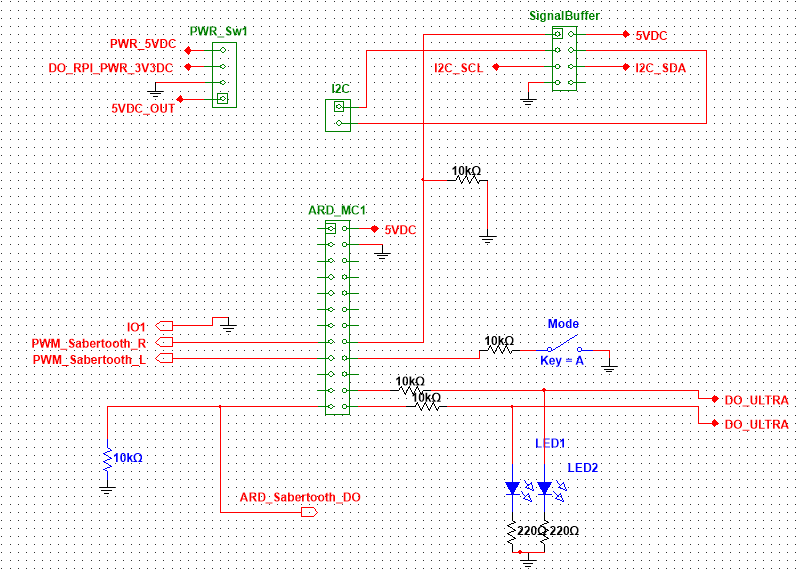 SignalBuffer
PWR_Sw1
5VDC
PWR_5VDC
DO_RPI_PWR_3V3DC
I2C_SCL
I2C_SDA
I2C
5VDC_OUT
10kΩ
ARD_MC1
5VDC
IO1
Mode
PWM_Sabertooth_R
10kΩ
PWM_Sabertooth_L
Key = A
10kΩ
10kΩ
DO_ULTRA
DO_ULTRA
LED1
10kΩ
LED2
ARD_Sabertooth_DO
220Ω
220Ω